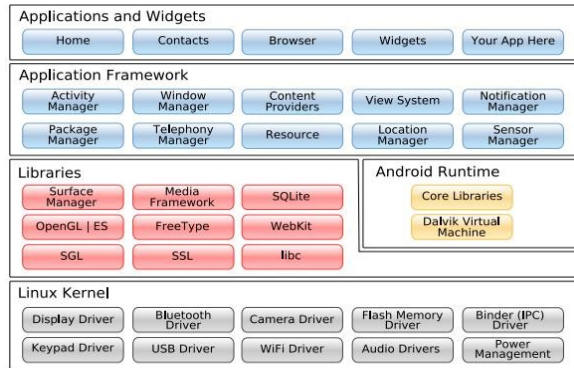 Applications and Widgets
Home
Contacts
Browser
Widgets
Your App Here
Application Framework
Activity
Manager
Window
Manager
Content
Providers
View System
Notification
Manager
Package
Manager
Telephony
Manager
Resource
Location
Manager
Sensor
Manager
Libraries
Surface
Manager
Media
Framework
SQLite
OpenGL | ES
FreeType
WebKit
SGL
SSL
libc
Android Runtime
Core Libraries
Dalvik Virtual
Machine
Linux Kernel
Display Driver
Bluetooth
Driver
Camera Driver
Flash Memory
Driver
Binder (IPC)
Driver
Keypad Driver
USB Driver
WiFi Driver
Audio Drivers
Power
Management